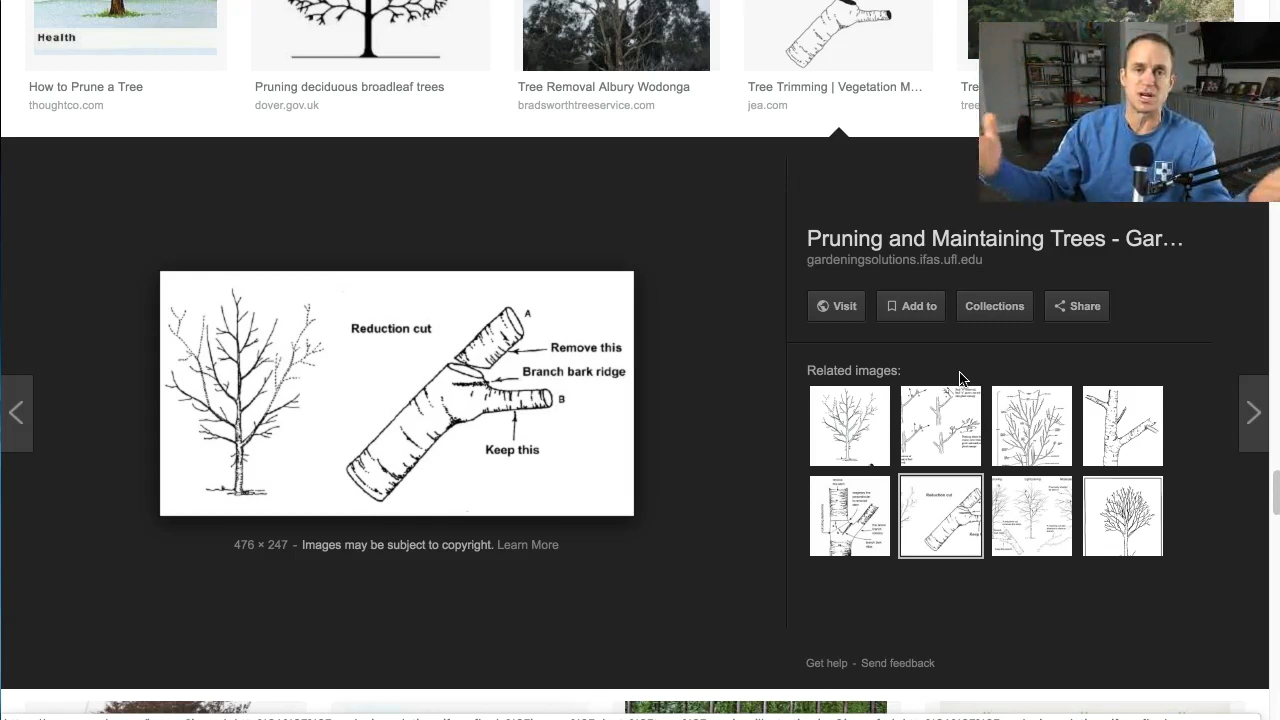 Health
How to Prune a Tree
thoughtco.com
Pruning deciduous broadleaf trees
dover.gov.uk
Tree Removal Albury Wodonga
bradsworthtreeservice.com
Tree Trimming | Vegetation M…
jea.com
Pruning and Maintaining Trees - Gar…
gardeningsolutions.ifas.ufl.edu
Visit
Add to
Collections
Share
Reduction cut
A
Remove this
Branch bark ridge
B
Keep this
476 × 247 - Images may be subject to copyright. Learn More
Related images:
Reduction cut
Get help - Send feedback